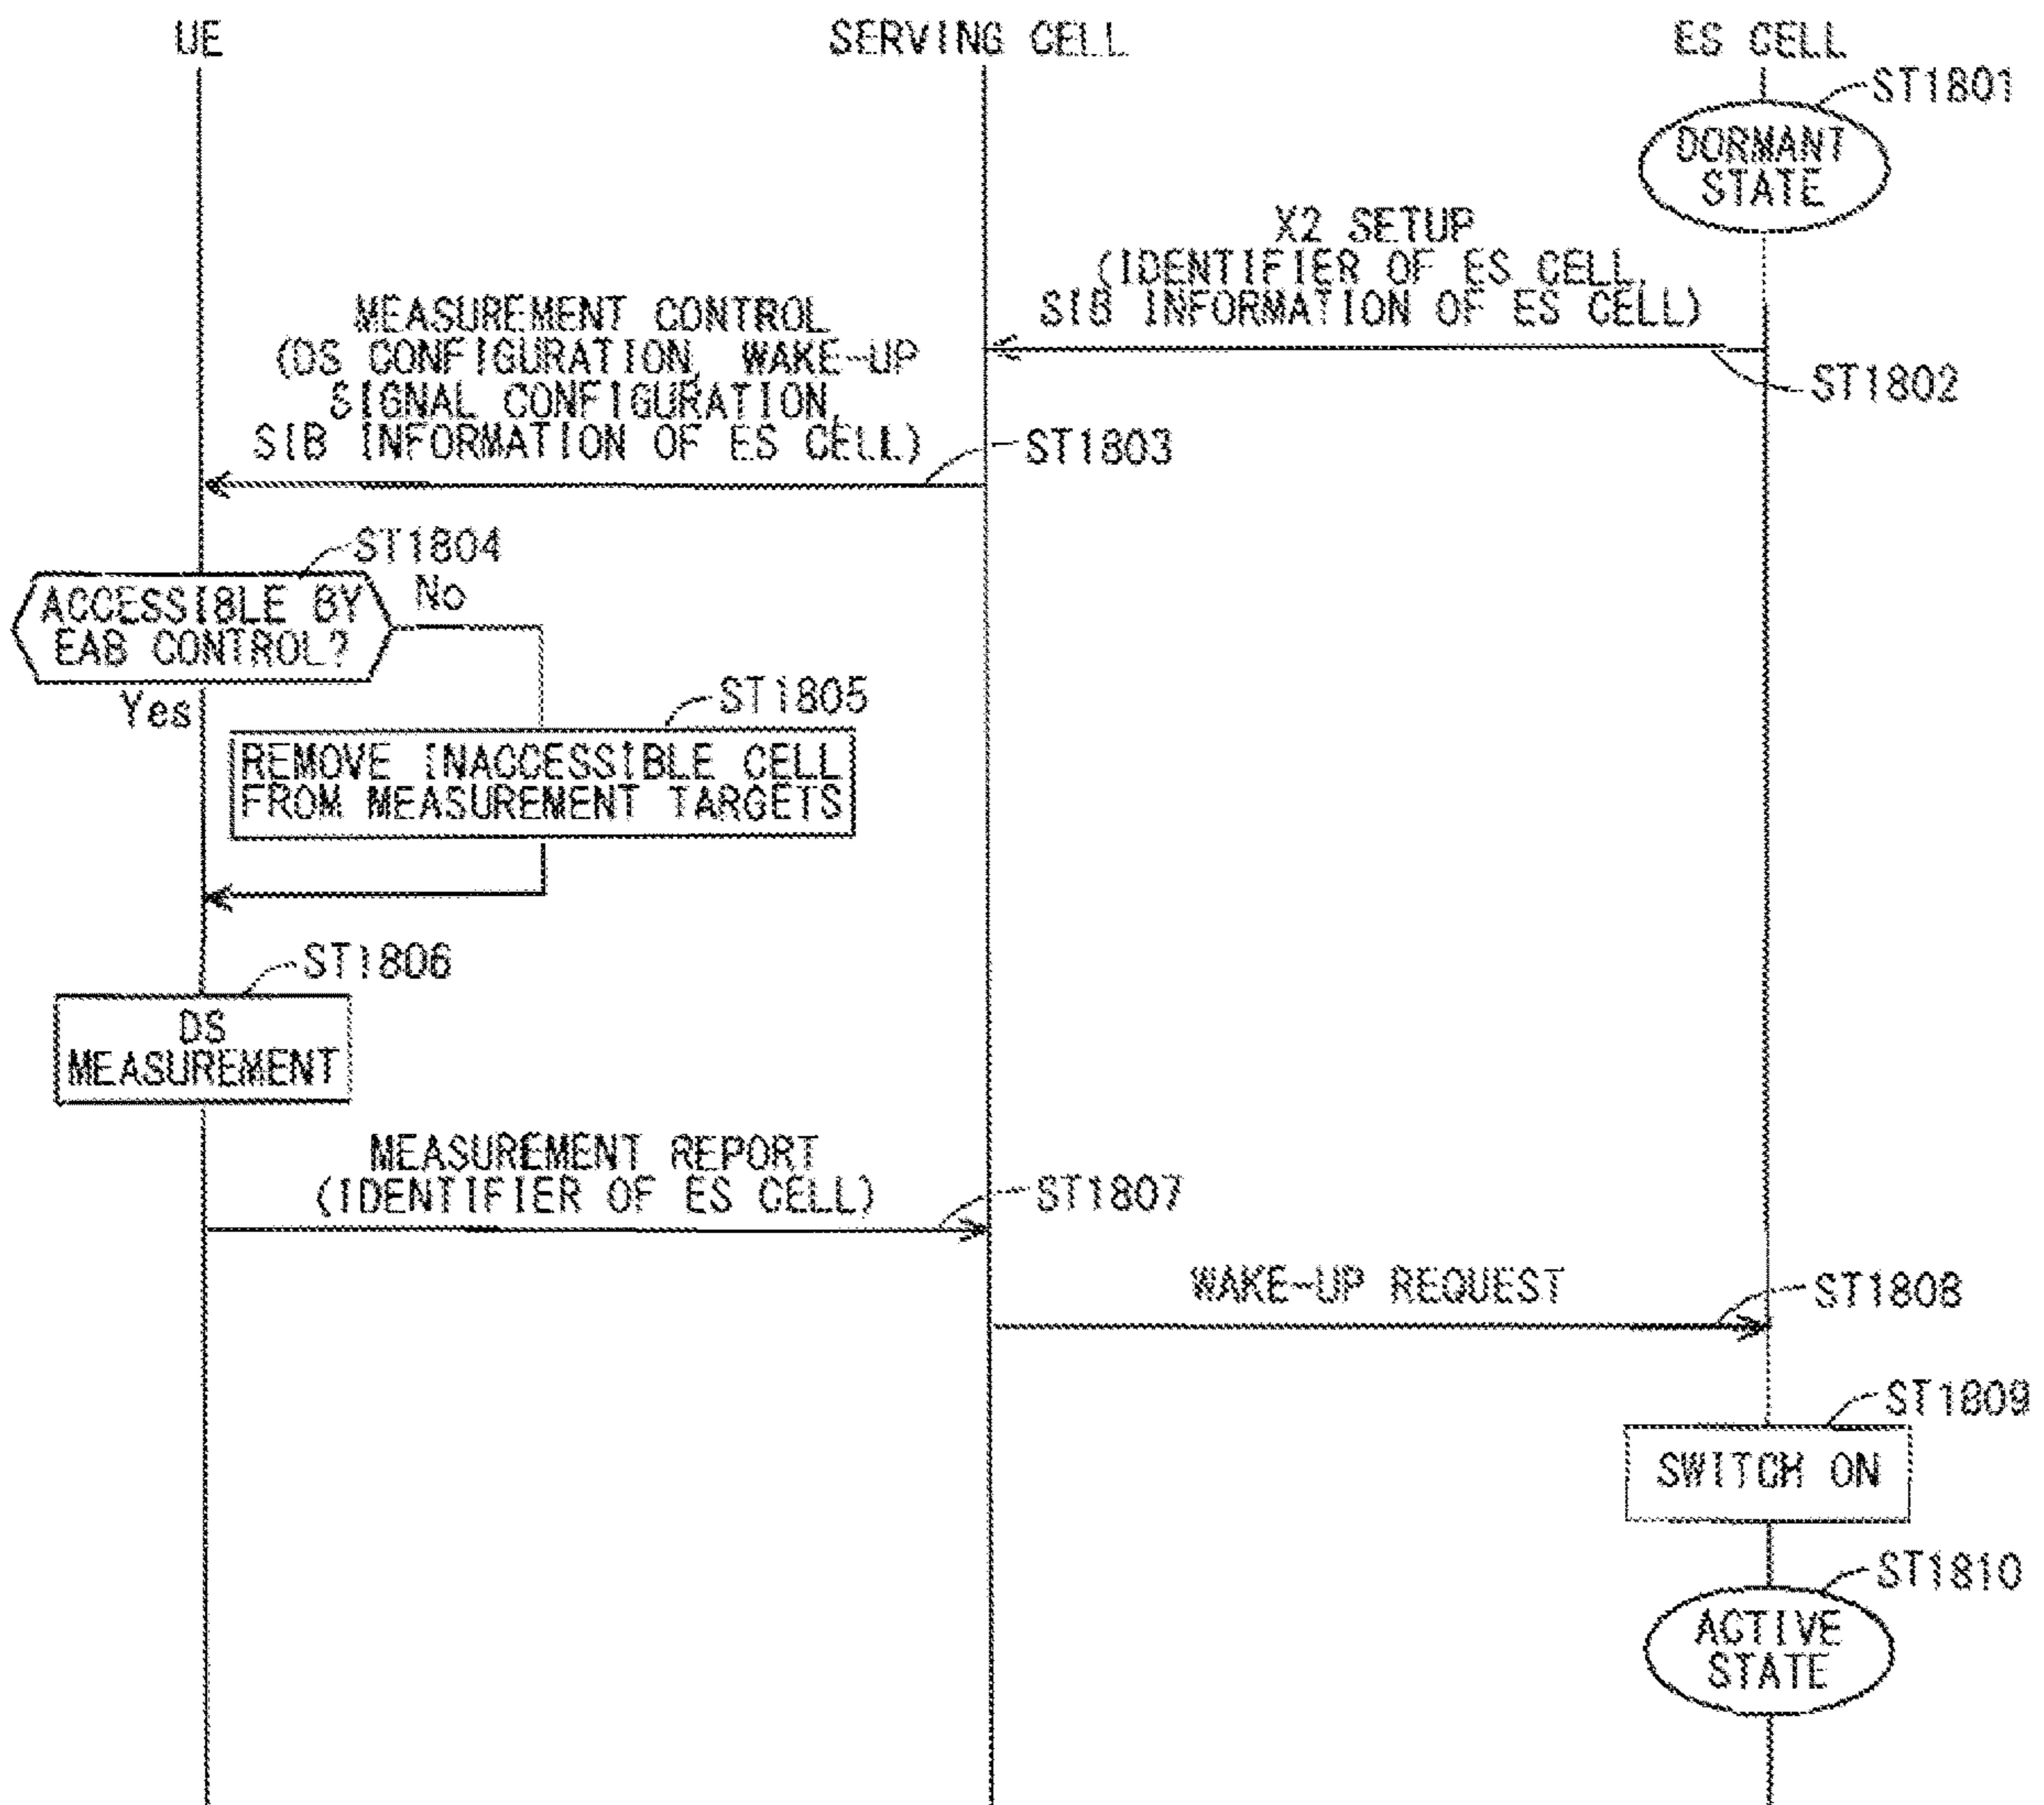 UE
SERVING CELL
ES CELL
ST1801
DORMANT
STATE
X2 SETUP
(IDENTIFIER OF ES CELL,
SIB INFORMATION OF ES CELL)
ST1802
MEASUREMENT CONTROL
(DS CONFIGURATION, WAKE-UP
SIGNAL CONFIGURATION,
SIB INFORMATION OF ES CELL)
ST1803
ST1804
ACCESSIBLE BY
EAB CONTROL?
No
Yes
ST1805
REMOVE INACCESSIBLE CELL
FROM MEASUREMENT TARGETS
ST1806
DS
MEASUREMENT
MEASUREMENT REPORT
(IDENTIFIER OF ES CELL)
ST1807
WAKE-UP REQUEST
ST1808
ST1809
SWITCH ON
ST1810
ACTIVE
STATE